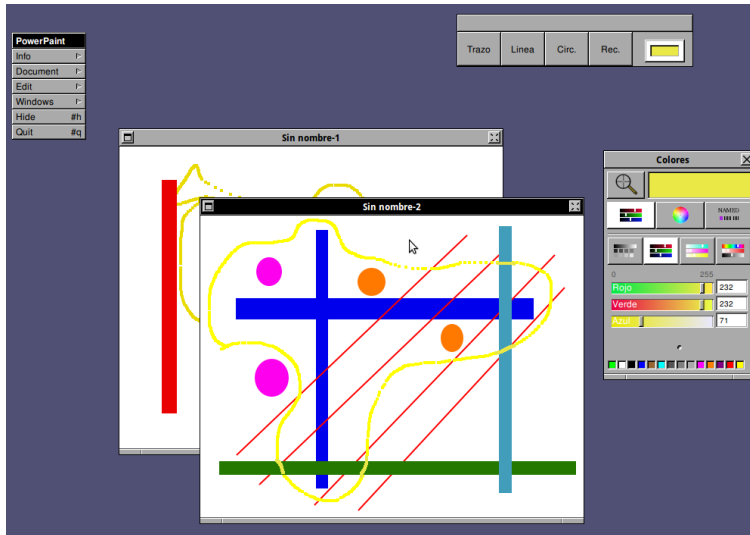 PowerPaint
Info
Document
Edit
Windows
Hide #h
Quit #q
Trazo Linea Circ. Rec.
Sin nombre-1
Sin nombre-2
Colores
NAMED
0 255
Rojo 232
Verde 232
Azul 71